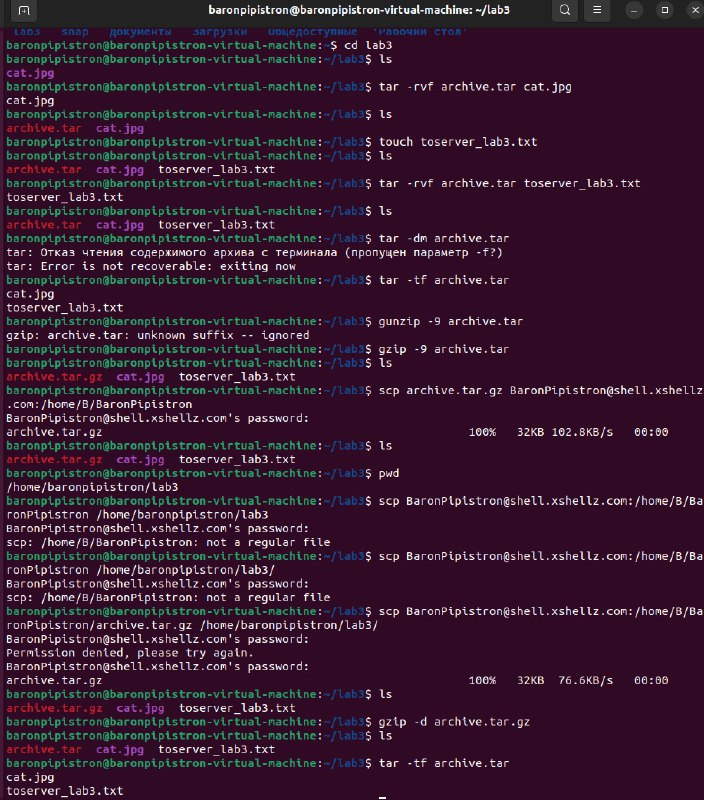 baronpipistron@baronpipistron-virtual-machine: ~/lab3
lab3 snap Документы Загрузки Общедоступные 'Рабочий стол'
baronpipistron@baronpipistron-virtual-machine:~$ cd lab3
baronpipistron@baronpipistron-virtual-machine:~/lab3$ ls
cat.jpg
baronpipistron@baronpipistron-virtual-machine:~/lab3$ tar -rvf archive.tar cat.jpg
cat.jpg
baronpipistron@baronpipistron-virtual-machine:~/lab3$ ls
archive.tar cat.jpg
baronpipistron@baronpipistron-virtual-machine:~/lab3$ touch toserver_lab3.txt
baronpipistron@baronpipistron-virtual-machine:~/lab3$ ls
archive.tar cat.jpg toserver_lab3.txt
baronpipistron@baronpipistron-virtual-machine:~/lab3$ tar -rvf archive.tar toserver_lab3.txt
toserver_lab3.txt
baronpipistron@baronpipistron-virtual-machine:~/lab3$ ls
archive.tar cat.jpg toserver_lab3.txt
baronpipistron@baronpipistron-virtual-machine:~/lab3$ tar -dm archive.tar
tar: Отказ чтения содержимого архива с терминала (пропущен параметр -f?)
tar: Error is not recoverable: exiting now
baronpipistron@baronpipistron-virtual-machine:~/lab3$ tar -tf archive.tar
cat.jpg
toserver_lab3.txt
baronpipistron@baronpipistron-virtual-machine:~/lab3$ gunzip -9 archive.tar
gzip: archive.tar: unknown suffix -- ignored
baronpipistron@baronpipistron-virtual-machine:~/lab3$ gzip -9 archive.tar
baronpipistron@baronpipistron-virtual-machine:~/lab3$ ls
archive.tar.gz cat.jpg toserver_lab3.txt
baronpipistron@baronpipistron-virtual-machine:~/lab3$ scp archive.tar.gz BaronPipistron@shell.xshellz
.com:/home/B/BaronPipistron
BaronPipistron@shell.xshellz.com's password:
archive.tar.gz 100% 32KB 102.8KB/s 00:00
baronpipistron@baronpipistron-virtual-machine:~/lab3$ ls
archive.tar.gz cat.jpg toserver_lab3.txt
baronpipistron@baronpipistron-virtual-machine:~/lab3$ pwd
/home/baronpipistron/lab3
baronpipistron@baronpipistron-virtual-machine:~/lab3$ scp BaronPipistron@shell.xshellz.com:/home/B/Ba
ronPipistron /home/baronpipistron/lab3
BaronPipistron@shell.xshellz.com's password:
scp: /home/B/BaronPipistron: not a regular file
baronpipistron@baronpipistron-virtual-machine:~/lab3$ scp BaronPipistron@shell.xshellz.com:/home/B/Ba
ronPipistron /home/baronpipistron/lab3/
BaronPipistron@shell.xshellz.com's password:
scp: /home/B/BaronPipistron: not a regular file
baronpipistron@baronpipistron-virtual-machine:~/lab3$ scp BaronPipistron@shell.xshellz.com:/home/B/Ba
ronPipistron/archive.tar.gz /home/baronpipistron/lab3/
BaronPipistron@shell.xshellz.com's password:
Permission denied, please try again.
BaronPipistron@shell.xshellz.com's password:
archive.tar.gz 100% 32KB 76.6KB/s 00:00
baronpipistron@baronpipistron-virtual-machine:~/lab3$ ls
archive.tar.gz cat.jpg toserver_lab3.txt
baronpipistron@baronpipistron-virtual-machine:~/lab3$ gzip -d archive.tar.gz
baronpipistron@baronpipistron-virtual-machine:~/lab3$ ls
archive.tar cat.jpg toserver_lab3.txt
baronpipistron@baronpipistron-virtual-machine:~/lab3$ tar -tf archive.tar
cat.jpg
toserver_lab3.txt